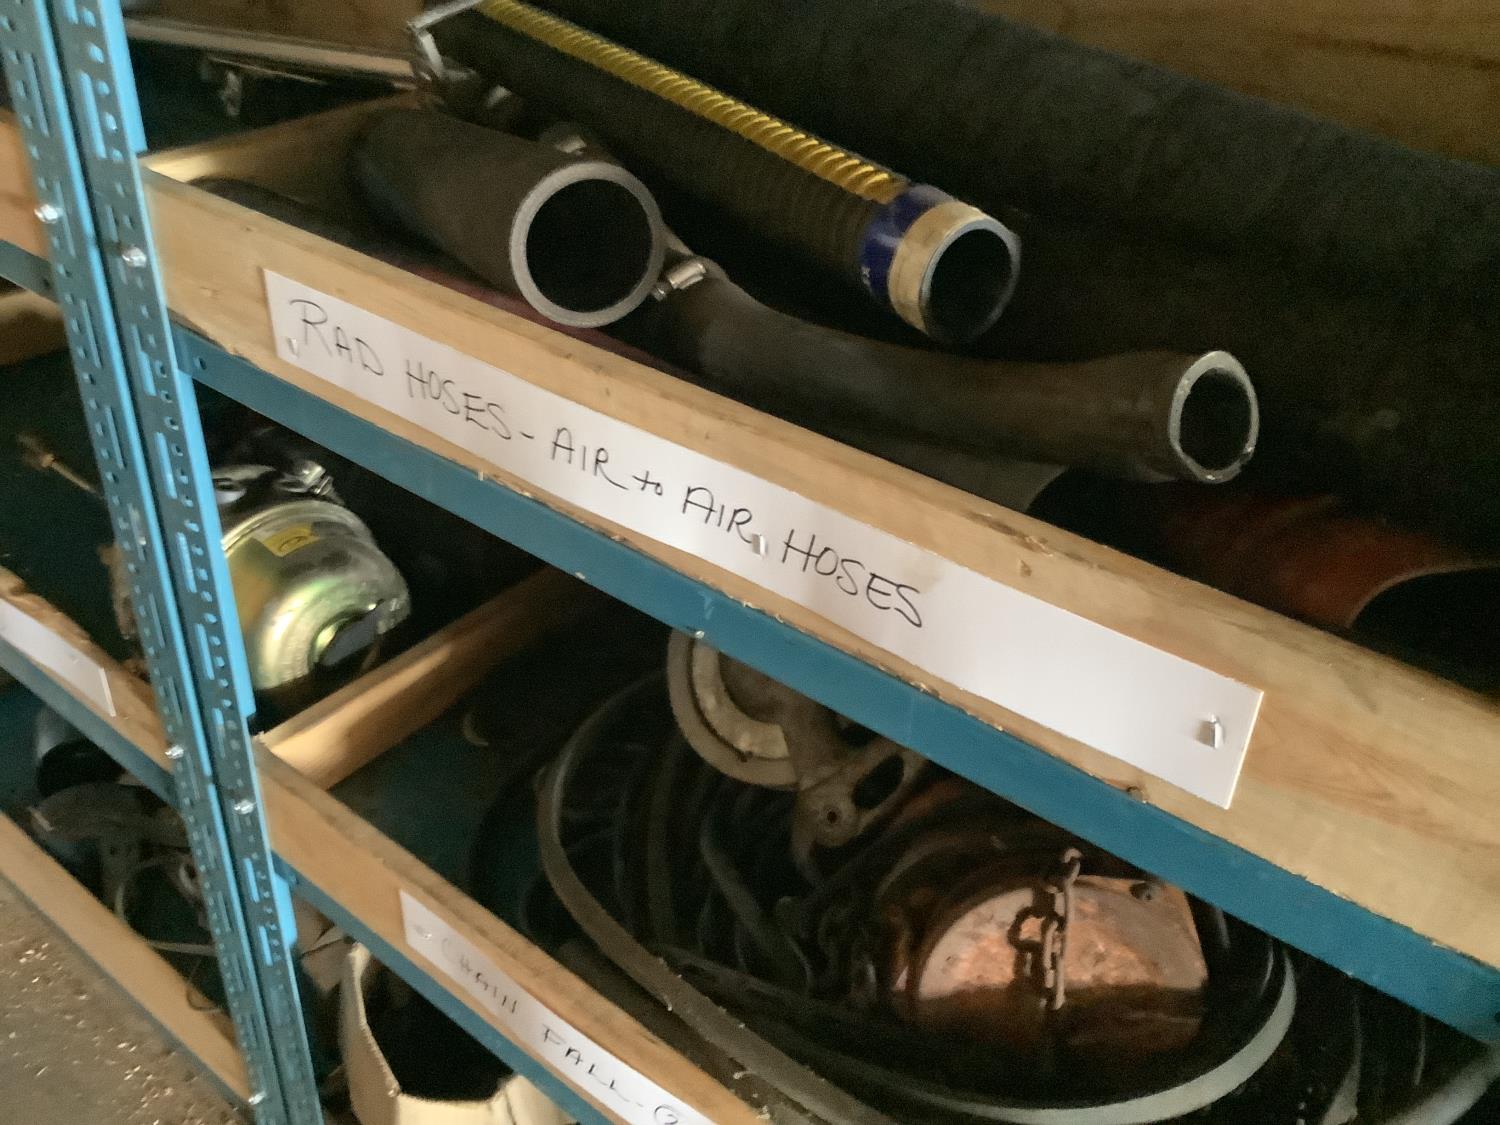 RAD HOSES - AIR to AIR HOSES
CHAIN FALL -